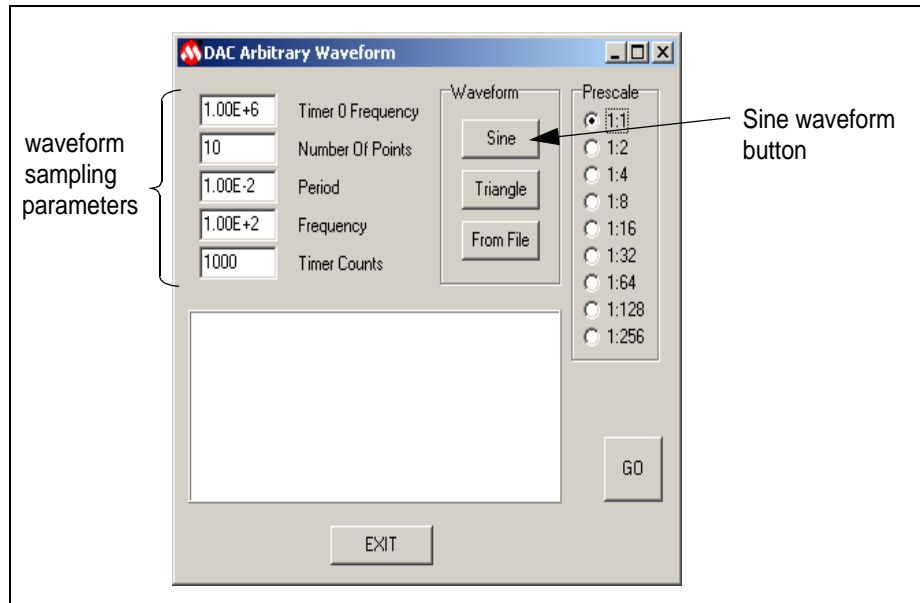 DAC Arbitrary Waveform
waveform
sampling
parameters
1.00E+6 Timer 0 Frequency
10 Number Of Points
1.00E-2 Period
1.00E+2 Frequency
1000 Timer Counts
Waveform
Sine
Triangle
From File
Prescale
1:1
1:2
1:4
1:8
1:16
1:32
1:64
1:128
1:256
Sine waveform
button
GO
EXIT